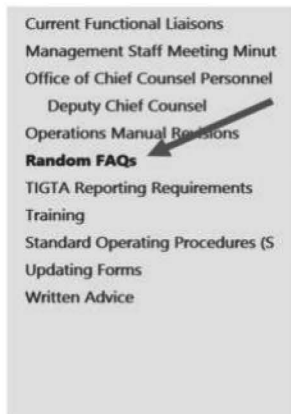 Current Functional Liaisons
Management Staff Meeting Minut
Office of Chief Counsel Personnel
Deputy Chief Counsel
Operations Manual Revisions
Random FAQs
TIGTA Reporting Requirements
Training
Standard Operating Procedures (S
Updating Forms
Written Advice